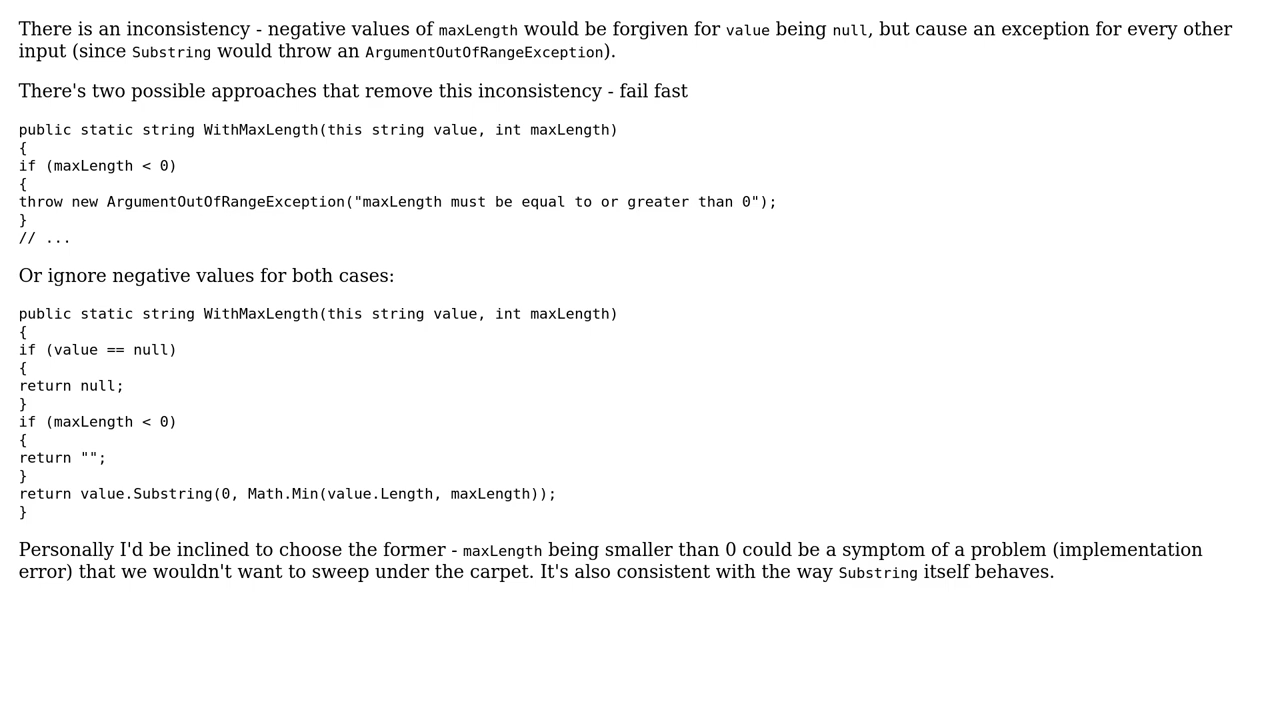 There is an inconsistency - negative values of maxLength would be forgiven for value being null, but cause an exception for every other
input (since Substring would throw an ArgumentOutOfRangeException).
There's two possible approaches that remove this inconsistency - fail fast
public static string WithMaxLength(this string value, int maxLength)
{
if (maxLength < 0)
{
throw new ArgumentOutOfRangeException("maxLength must be equal to or greater than 0");
}
// ...
Or ignore negative values for both cases:
public static string WithMaxLength(this string value, int maxLength)
{
if (value == null)
{
return null;
}
if (maxLength < 0)
{
return "";
}
return value.Substring(0, Math.Min(value.Length, maxLength));
}
Personally I'd be inclined to choose the former - maxLength being smaller than 0 could be a symptom of a problem (implementation
error) that we wouldn't want to sweep under the carpet. It's also consistent with the way Substring itself behaves.